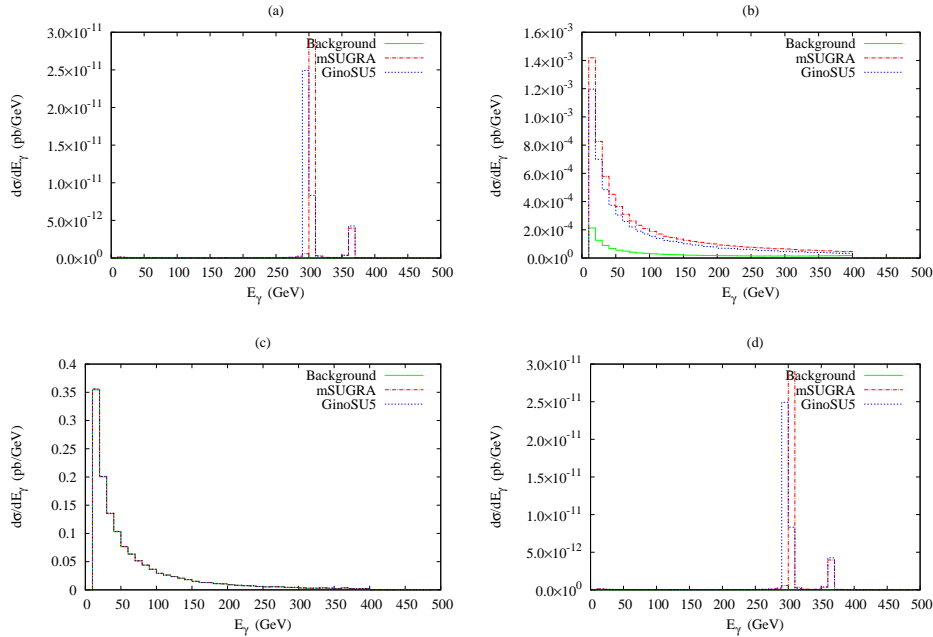 (a)
3.0×10⁻¹¹
2.5×10⁻¹¹
2.0×10⁻¹¹
1.5×10⁻¹¹
1.0×10⁻¹¹
5.0×10⁻¹²
0.0×10⁰
dσ/dE_γ (pb/GeV)
Background
mSUGRA
GinoSU5
0 50 100 150 200 250 300 350 400 450 500
E_γ (GeV)
(b)
1.6×10⁻³
1.4×10⁻³
1.2×10⁻³
1.0×10⁻³
8.0×10⁻⁴
6.0×10⁻⁴
4.0×10⁻⁴
2.0×10⁻⁴
0.0×10⁰
dσ/dE_γ (pb/GeV)
Background
mSUGRA
GinoSU5
0 50 100 150 200 250 300 350 400 450 500
E_γ (GeV)
(c)
0.4
0.35
0.3
0.25
0.2
0.15
0.1
0.05
0
dσ/dE_γ (pb/GeV)
Background
mSUGRA
GinoSU5
0 50 100 150 200 250 300 350 400 450 500
E_γ (GeV)
(d)
3.0×10⁻¹¹
2.5×10⁻¹¹
2.0×10⁻¹¹
1.5×10⁻¹¹
1.0×10⁻¹¹
5.0×10⁻¹²
0.0×10⁰
dσ/dE_γ (pb/GeV)
Background
mSUGRA
GinoSU5
0 50 100 150 200 250 300 350 400 450 500
E_γ (GeV)